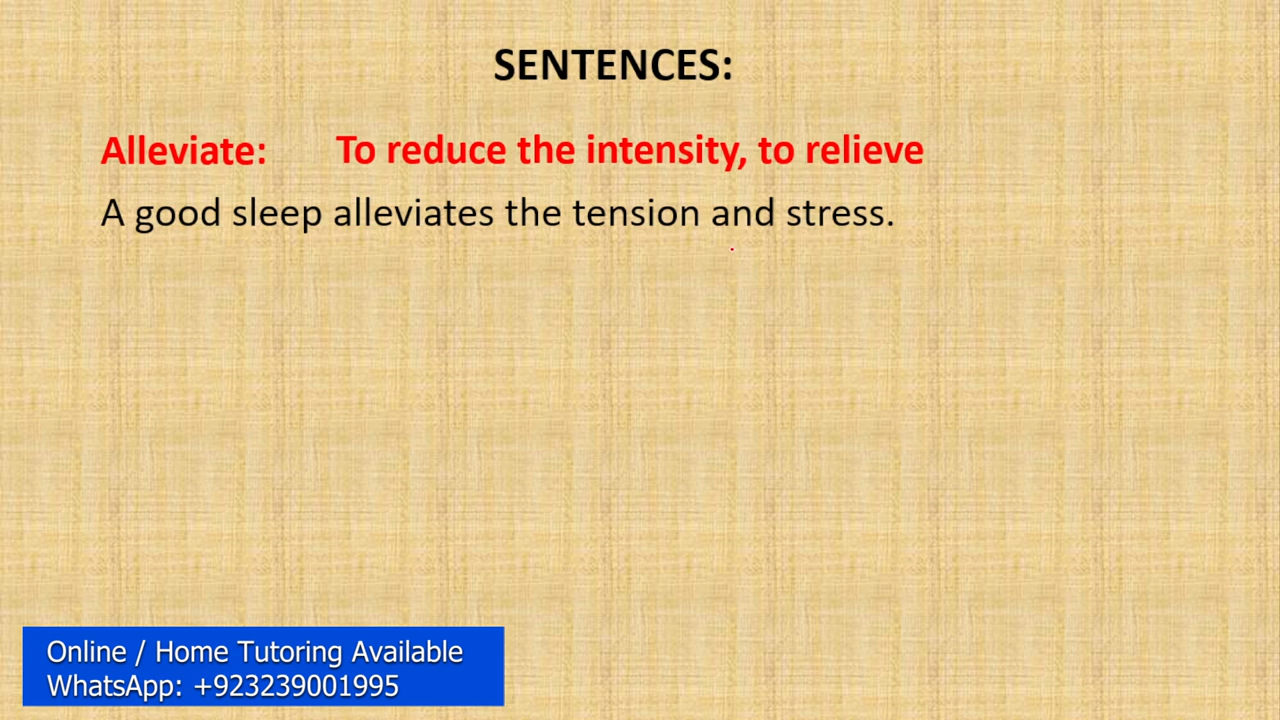 SENTENCES:
Alleviate: To reduce the intensity, to relieve
A good sleep alleviates the tension and stress.
Online / Home Tutoring Available
WhatsApp: +923239001995